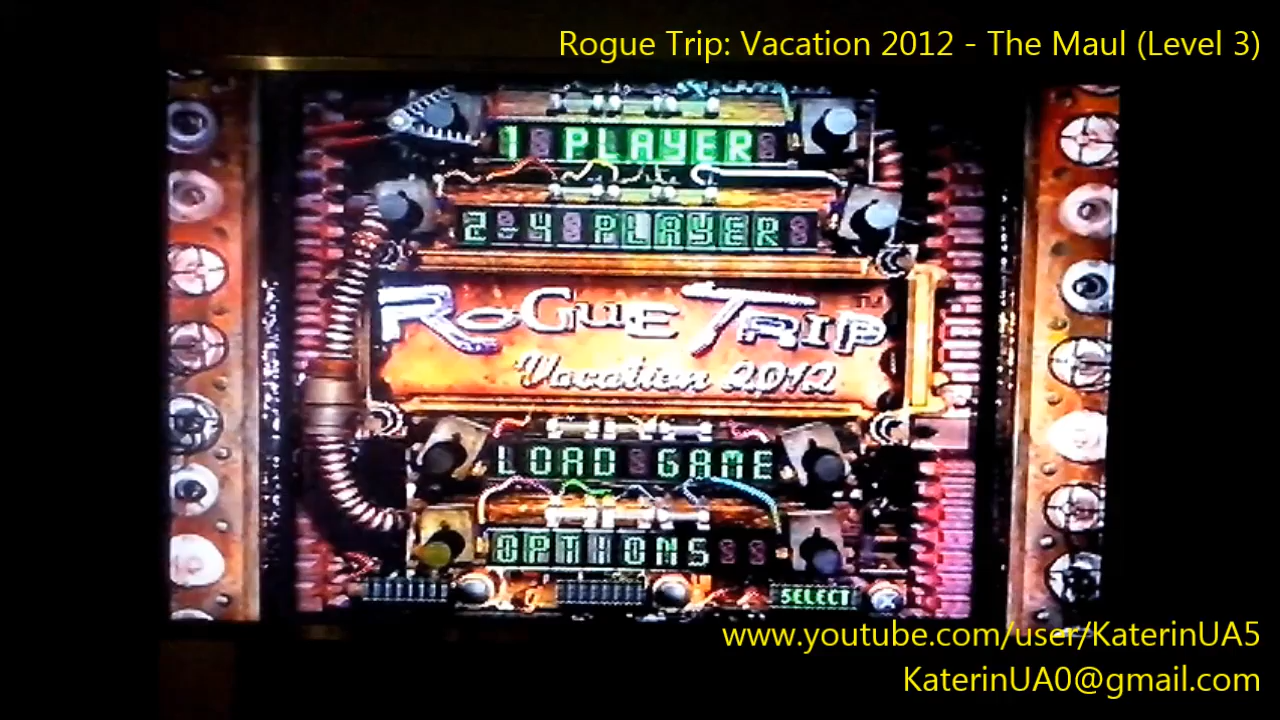 Rogue Trip: Vacation 2012 - The Maul (Level 3)
1 PLAYER
2-4 PLAYER
ROGUE TRIP™
Vacation 2012
LOAD GAME
OPTIONS
SELECT
www.youtube.com/user/KaterinUA5
KaterinUA0@gmail.com